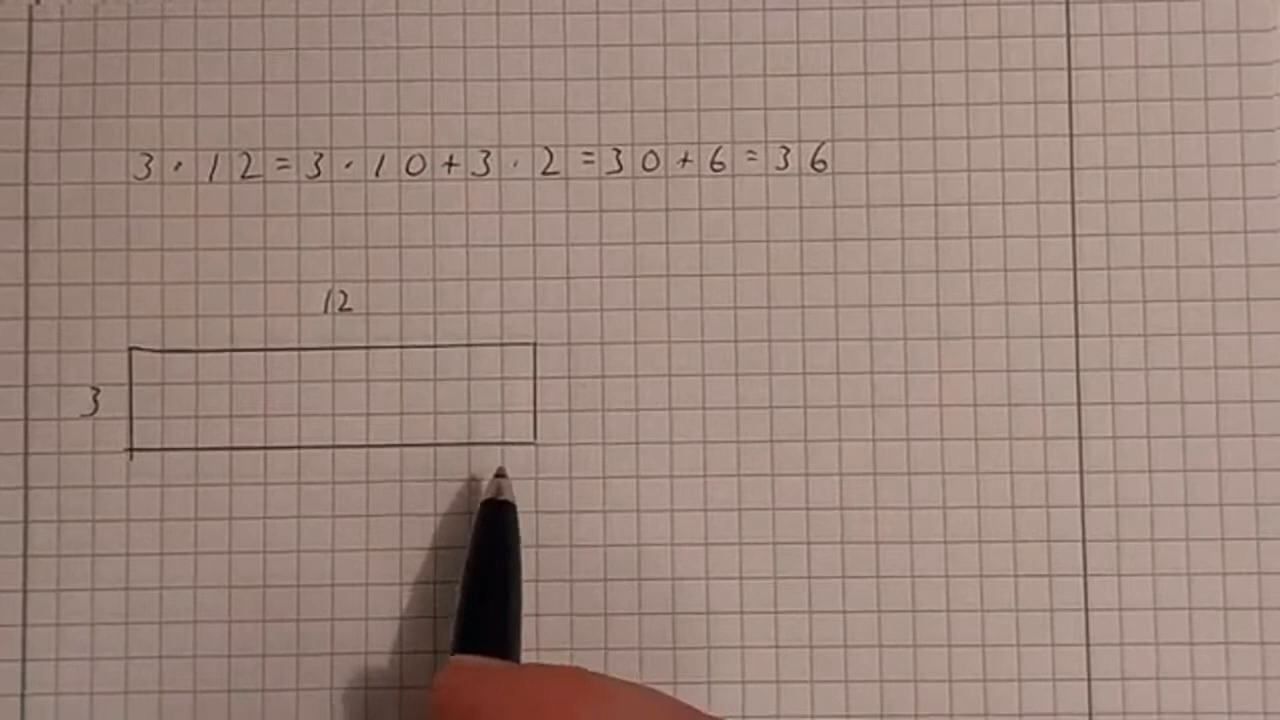 3 · 12 = 3 · 10 + 3 · 2 = 30 + 6 = 36
12
3